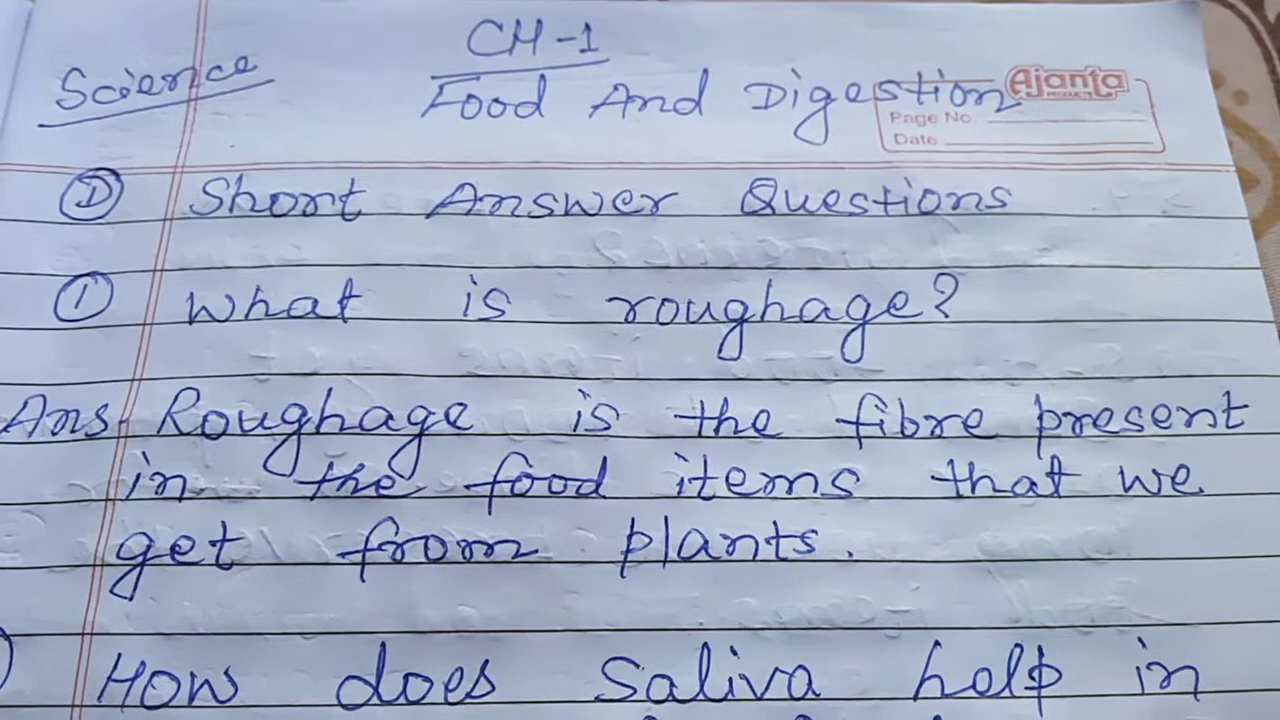 CH-1
Science
Food And Digestion
Ajanta
Page No.
Date
D Short Answer Questions
1 What is roughage?
Ans Roughage is the fibre present
in the food items that we
get from plants.
How does Saliva help in